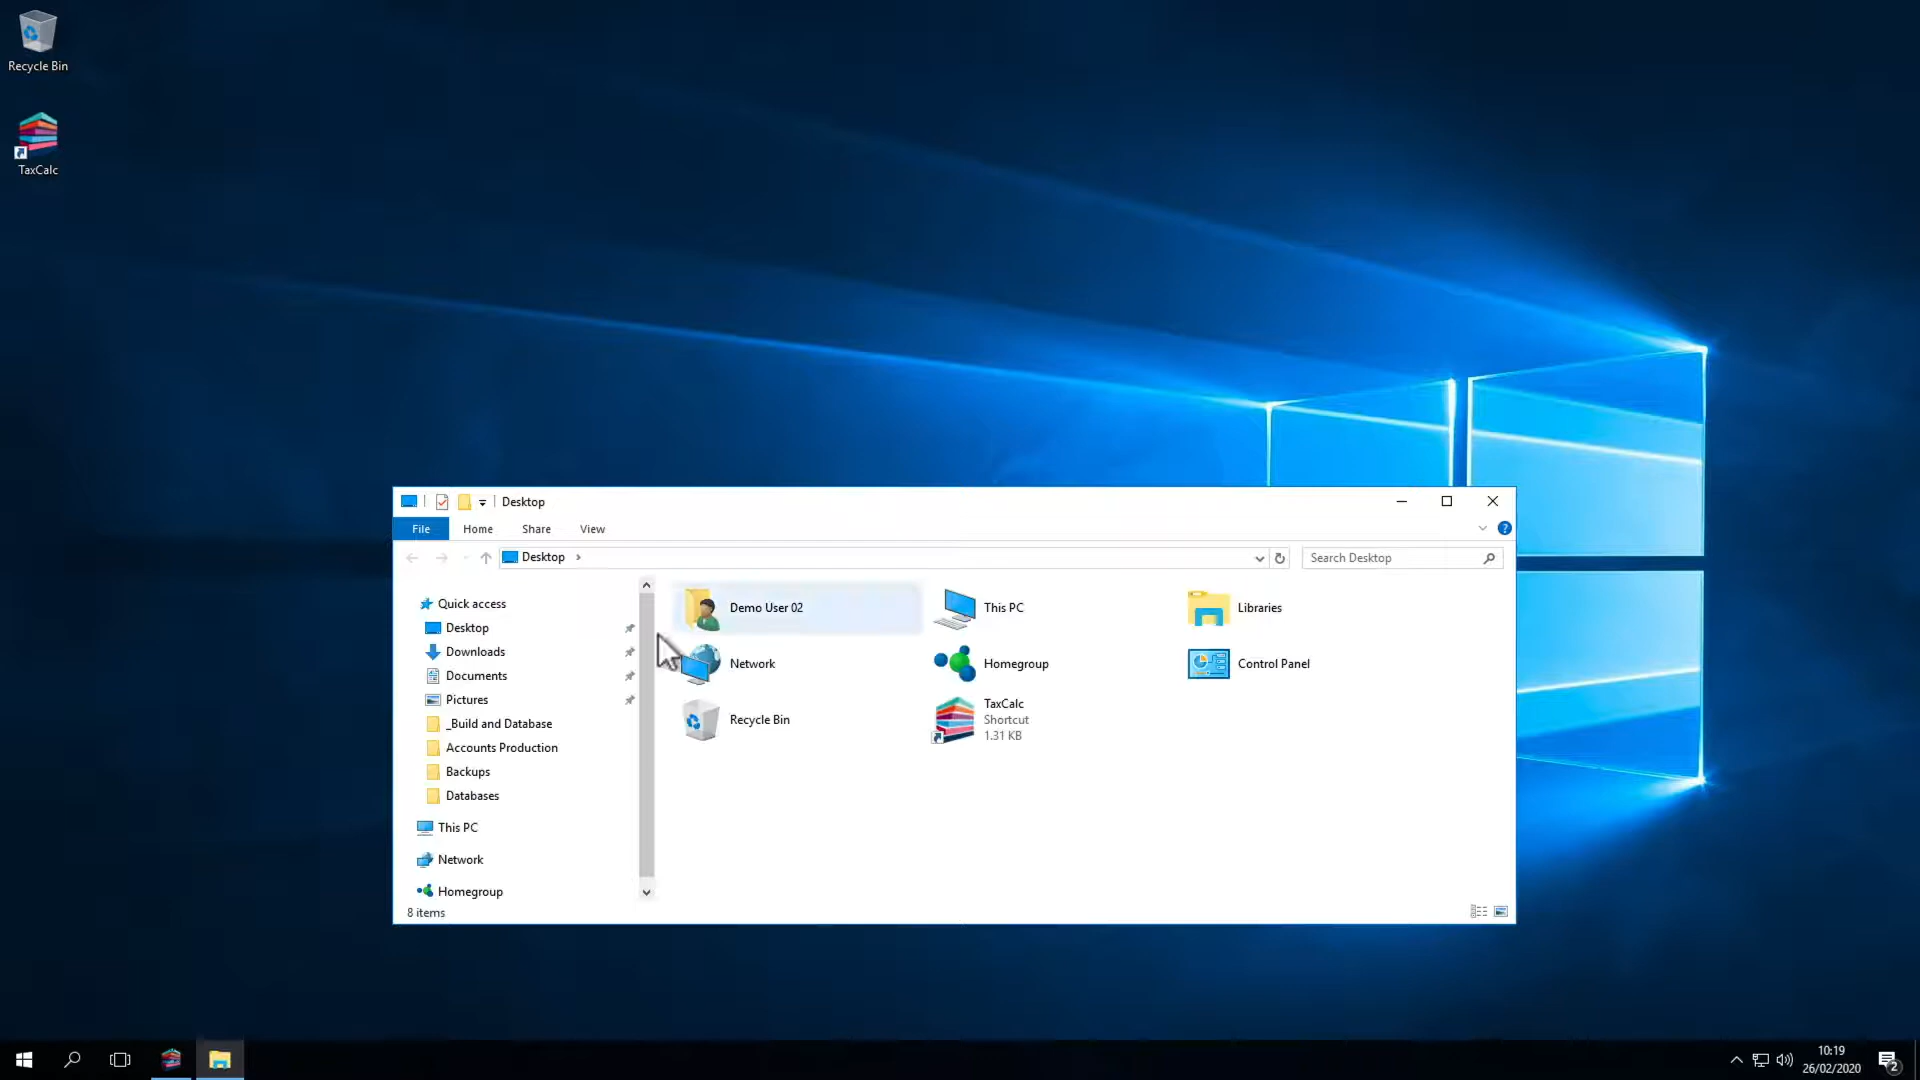 Recycle Bin
TaxCalc
Desktop
File
Home
Share
View
Desktop
Search Desktop
Quick access
Desktop
Downloads
Documents
Pictures
_Build and Database
Accounts Production
Backups
Databases
This PC
Network
Homegroup
Demo User 02
This PC
Libraries
Network
Homegroup
Control Panel
Recycle Bin
TaxCalc
Shortcut
1.31 KB
8 items
10:19
26/02/2020
2